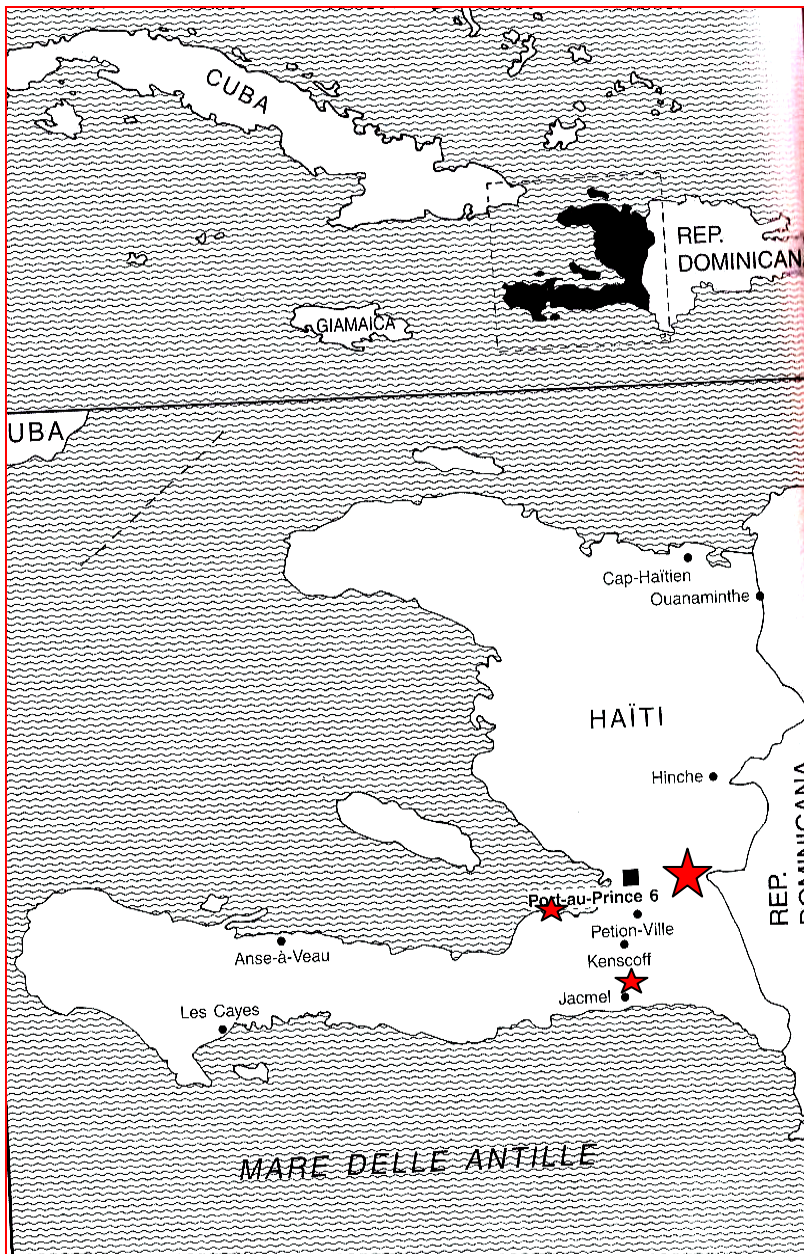 CUBA
REP.
DOMINICAN
GIAMAICA
UBA
Cap-Haïtien
Ouanaminthe
HAÏTI
Hinche
REP.
DOMINICANA
Port-au-Prince 6
Petion-Ville
Anse-à-Veau
Kenscoff
Jacmel
Les Cayes
MARE DELLE ANTILLE